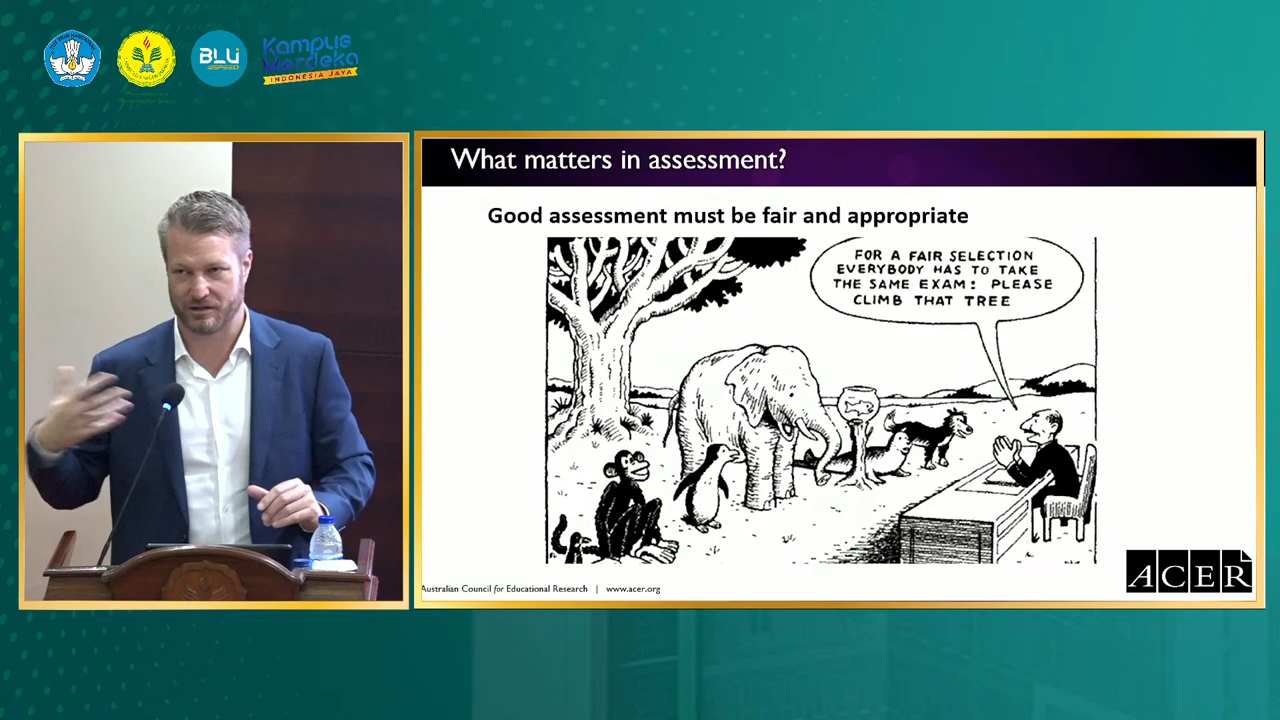 BLU
SPEED
Kampus
Merdeka
INDONESIA JAYA
What matters in assessment?
Good assessment must be fair and appropriate
FOR A FAIR SELECTION
EVERYBODY HAS TO TAKE
THE SAME EXAM: PLEASE
CLIMB THAT TREE
Australian Council for Educational Research | www.acer.org
ACER